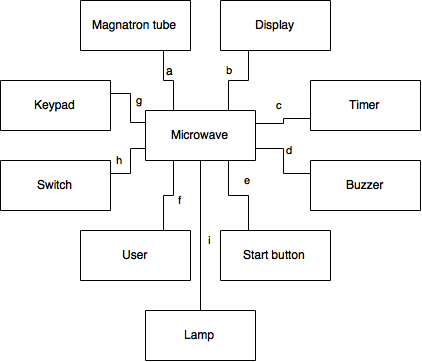 Magnatron tube
Display
a
b
Keypad
g
c
Timer
Microwave
h
d
Switch
Buzzer
f
e
User
i
Start button
Lamp